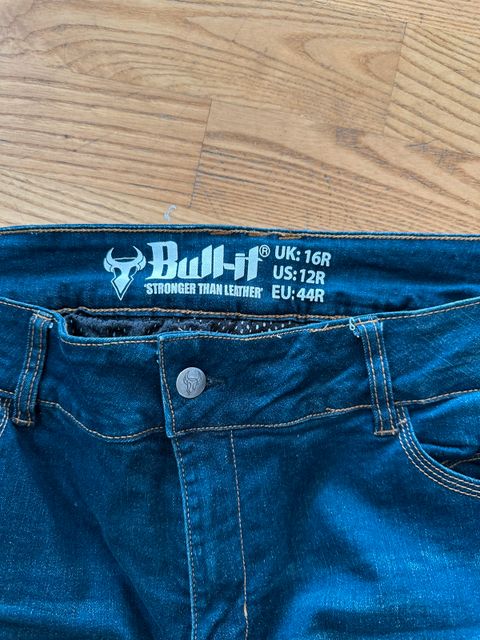 Bull-it®
'STRONGER THAN LEATHER'
UK: 16R
US: 12R
EU: 44R